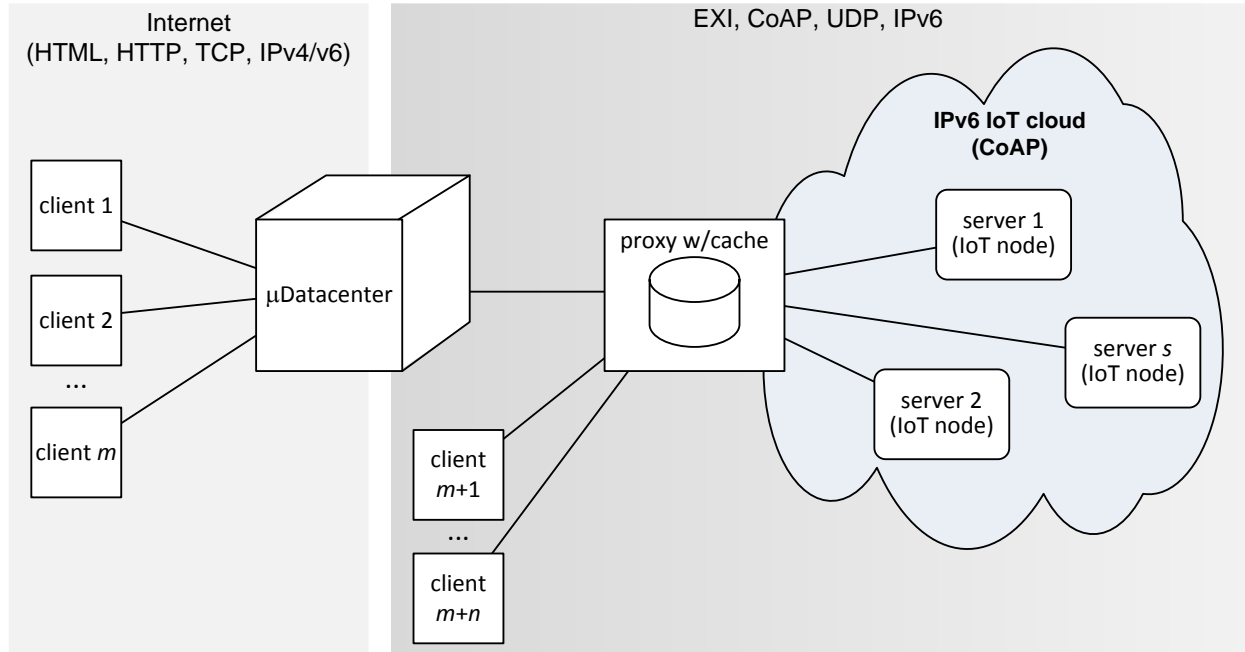 Internet
(HTML, HTTP, TCP, IPv4/v6)
EXI, CoAP, UDP, IPv6
IPv6 IoT cloud
(CoAP)
client 1
client 2
...
client m
μDatacenter
proxy w/cache
server 1
(IoT node)
server s
(IoT node)
server 2
(IoT node)
client
m+1
...
client
m+n